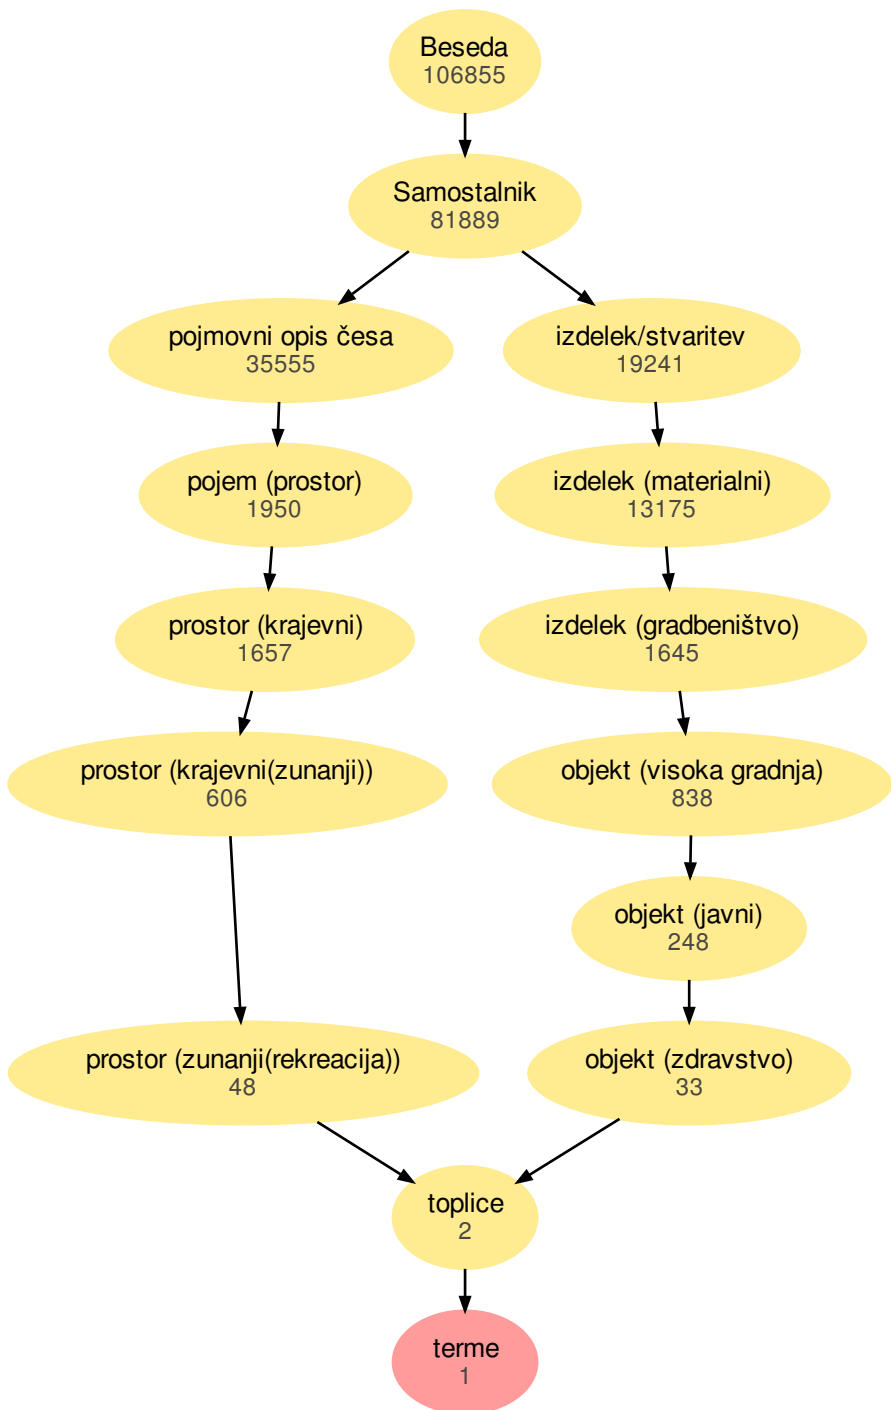 Beseda
106855
Samostalnik
81889
pojmovni opis česa
35555
izdelek/stvaritev
19241
pojem (prostor)
1950
izdelek (materialni)
13175
prostor (krajevni)
1657
izdelek (gradbeništvo)
1645
prostor (krajevni(zunanji))
606
objekt (visoka gradnja)
838
objekt (javni)
248
prostor (zunanji(rekreacija))
48
objekt (zdravstvo)
33
toplice
2
terme
1